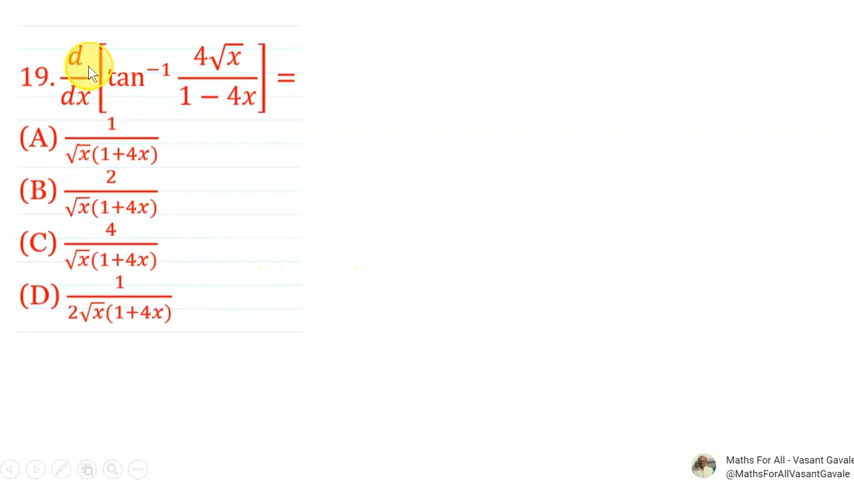 19. d/dx [tan⁻¹ 4√x/(1 − 4x)] =
(A) 1/(√x(1+4x))
(B) 2/(√x(1+4x))
(C) 4/(√x(1+4x))
(D) 1/(2√x(1+4x))
Maths For All - Vasant Gavale
@MathsForAllVasantGavale